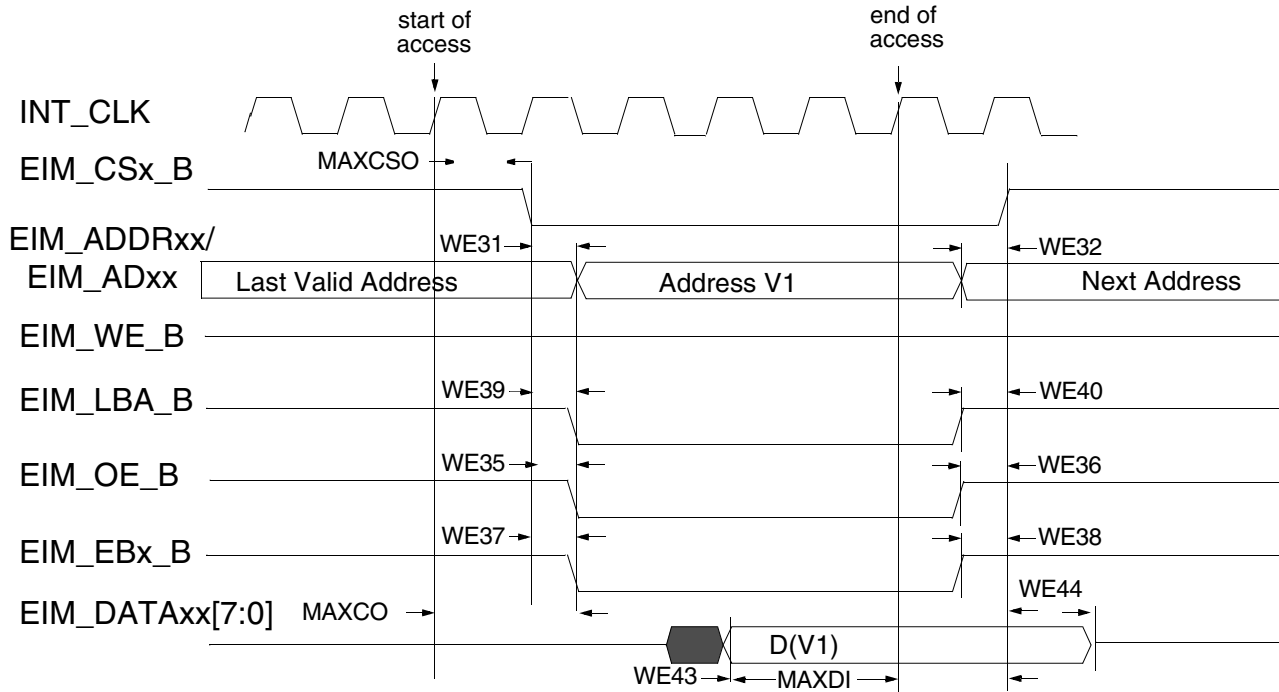 start of
access
end of
access
INT_CLK
EIM_CSx_B
MAXCSO
EIM_ADDRxx/
WE31
WE32
EIM_ADxx
Last Valid Address
Address V1
Next Address
EIM_WE_B
EIM_LBA_B
WE39
WE40
EIM_OE_B
WE35
WE36
EIM_EBx_B
WE37
WE38
WE44
EIM_DATAxx[7:0]
MAXCO
D(V1)
WE43
MAXDI